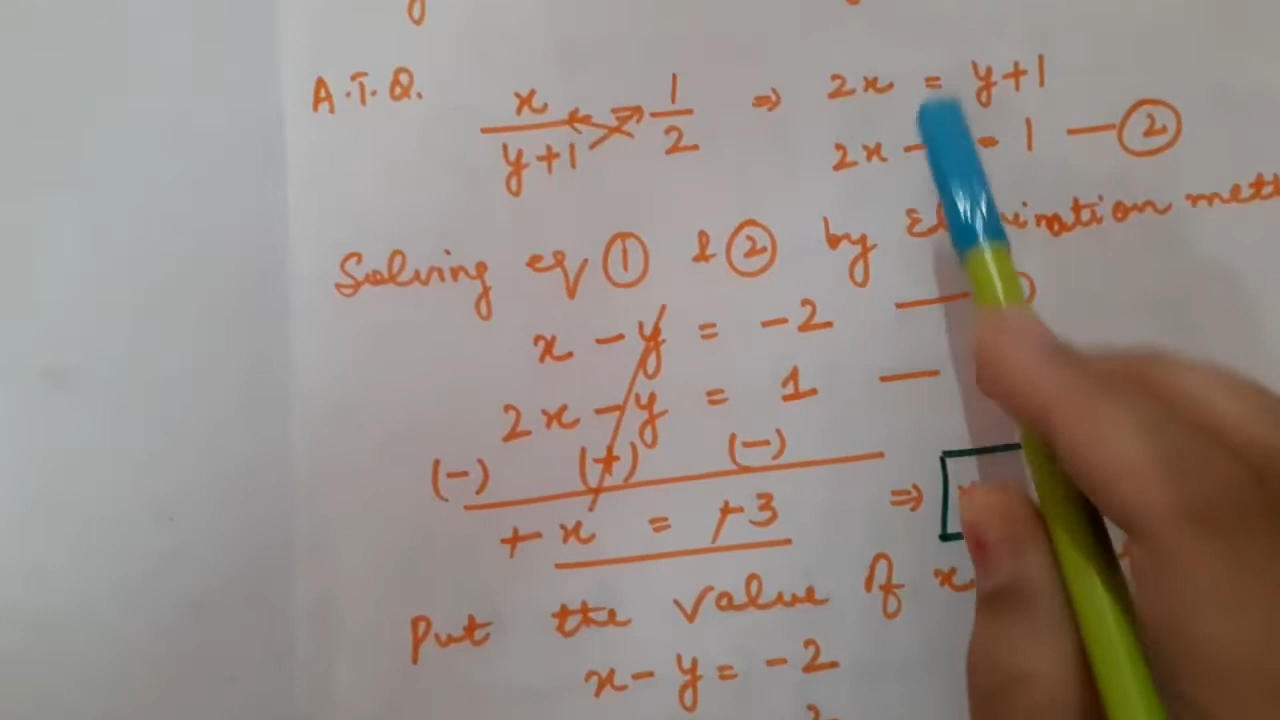 y
A.T.Q. x/y+1 = 1/2 ⇒ 2x = y+1
2x - = 1 — ②
Solving eq ① & ② by Elimination
x - y = -2 —
2x - y = 1 —
(-) (+) (-)
+x = +3 ⇒
Put the value of x
x - y = -2